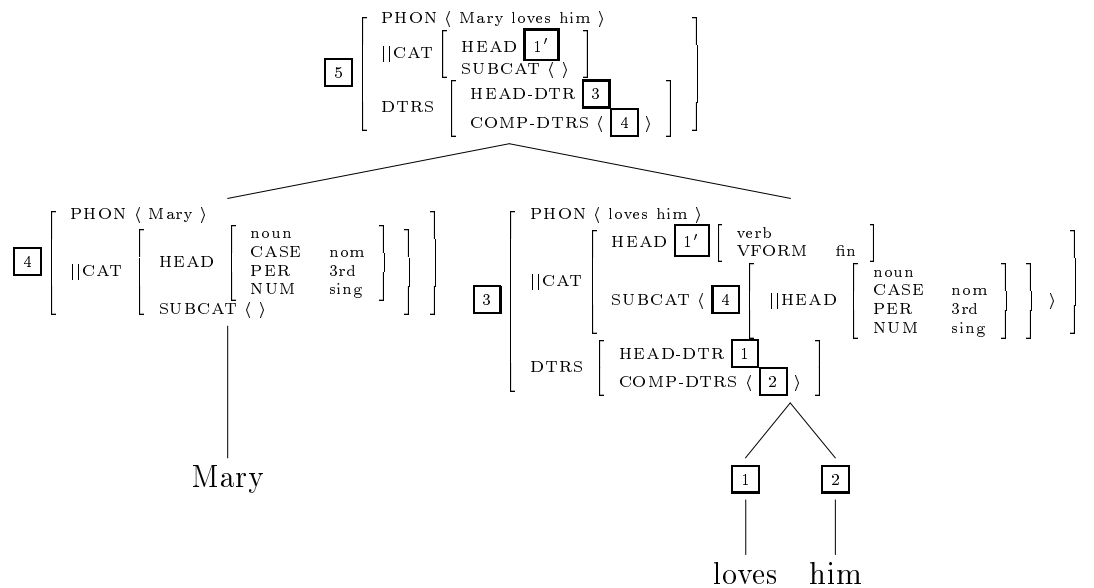 PHON ⟨ Mary loves him ⟩
||CAT HEAD 1′
SUBCAT ⟨ ⟩
5
DTRS HEAD-DTR 3
COMP-DTRS ⟨ 4 ⟩
PHON ⟨ Mary ⟩
4
||CAT HEAD noun
CASE nom
PER 3rd
NUM sing
SUBCAT ⟨ ⟩
Mary
PHON ⟨ loves him ⟩
3
||CAT HEAD 1′ verb
VFORM fin
SUBCAT ⟨ 4 ||HEAD noun
CASE nom
PER 3rd
NUM sing ⟩
DTRS HEAD-DTR 1
COMP-DTRS ⟨ 2 ⟩
1 2
loves him